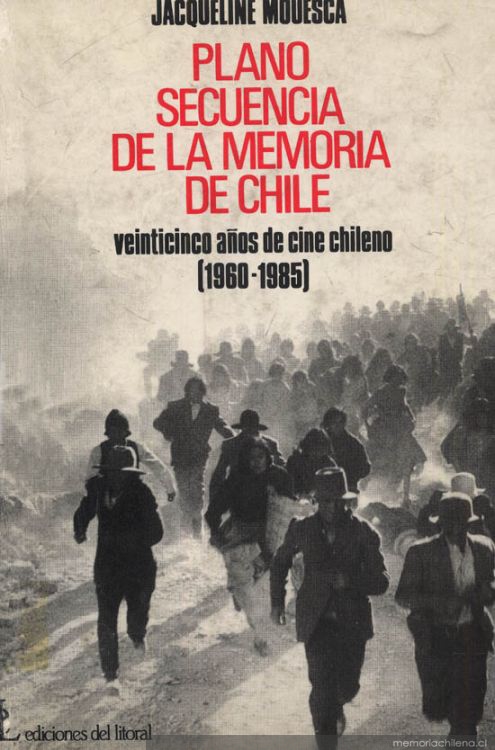 JACQUELINE MOUESCA
PLANO
SECUENCIA
DE LA MEMORIA
DE CHILE
veinticinco años de cine chileno
(1960-1985)
ediciones del litoral
memoriachilena.cl